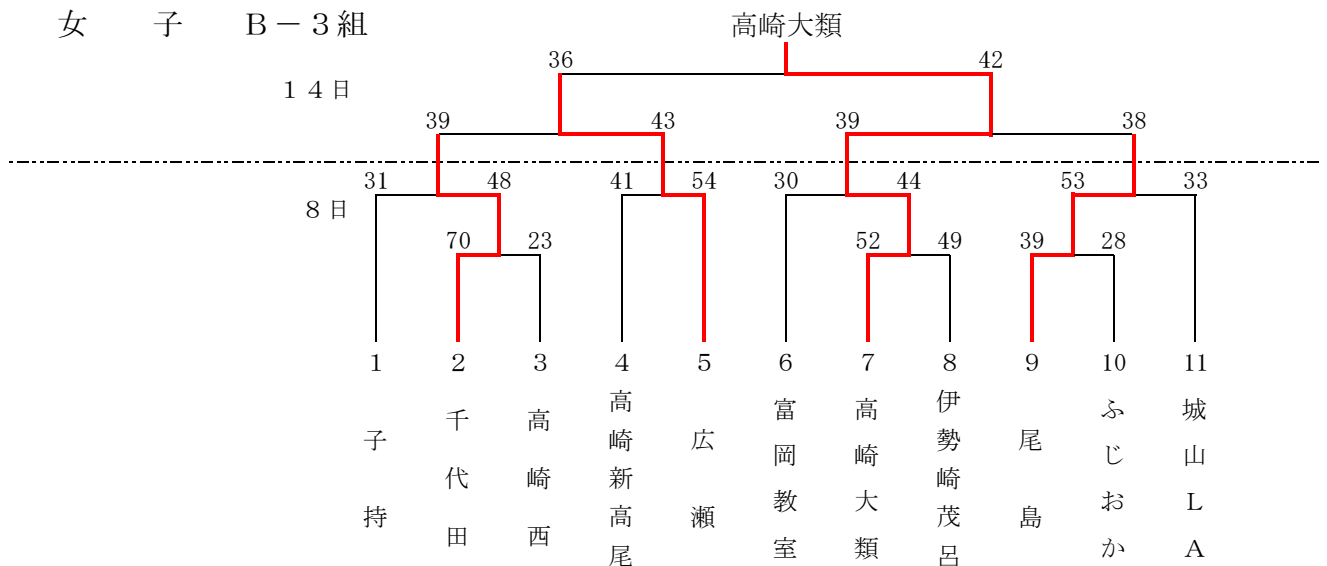 女　子　Ｂ－３組
高崎大類
36 42
１４日
39 43 39 38
31 48 41 54 30 44 53 33
８日
70 23 52 49 39 28
1 2 3 4 5 6 7 8 9 10 11
子持
千代田
高崎西
高崎新高尾
広瀬
富岡教室
高崎大類
伊勢崎茂呂
尾島
ふじおか
城山ＬＡ